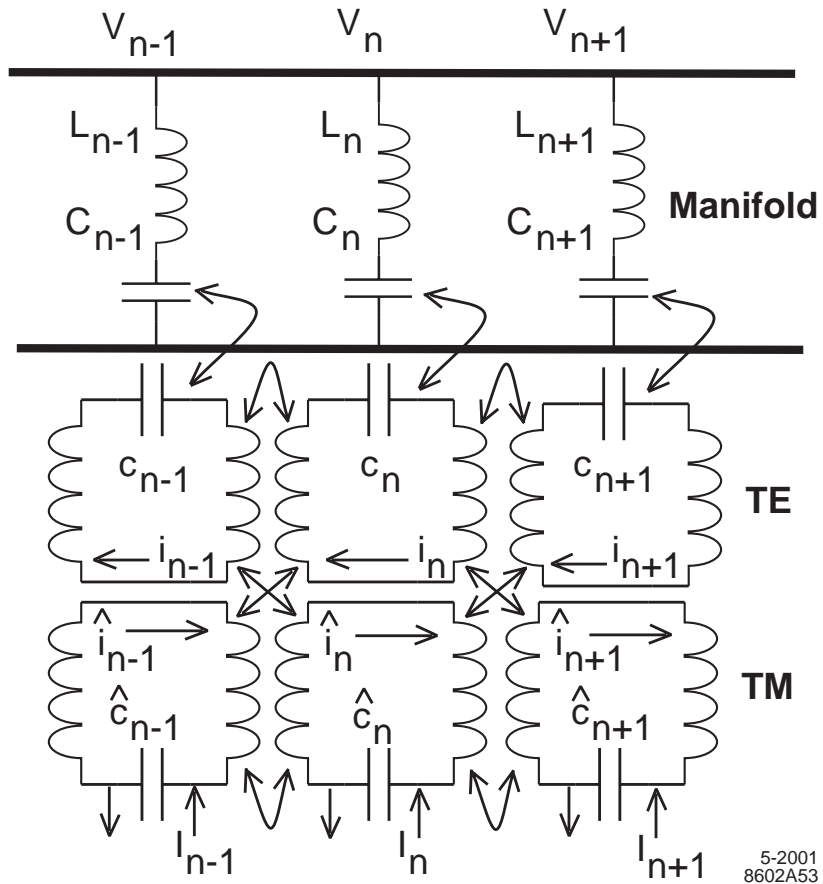 V_{n-1} V_n V_{n+1}
L_{n-1} L_n L_{n+1}
Manifold
C_{n-1} C_n C_{n+1}
c_{n-1} c_n c_{n+1}
TE
i_{n-1} i_n i_{n+1}
î_{n-1} î_n î_{n+1}
TM
ĉ_{n-1} ĉ_n ĉ_{n+1}
I_{n-1} I_n I_{n+1}
5-2001
8602A53